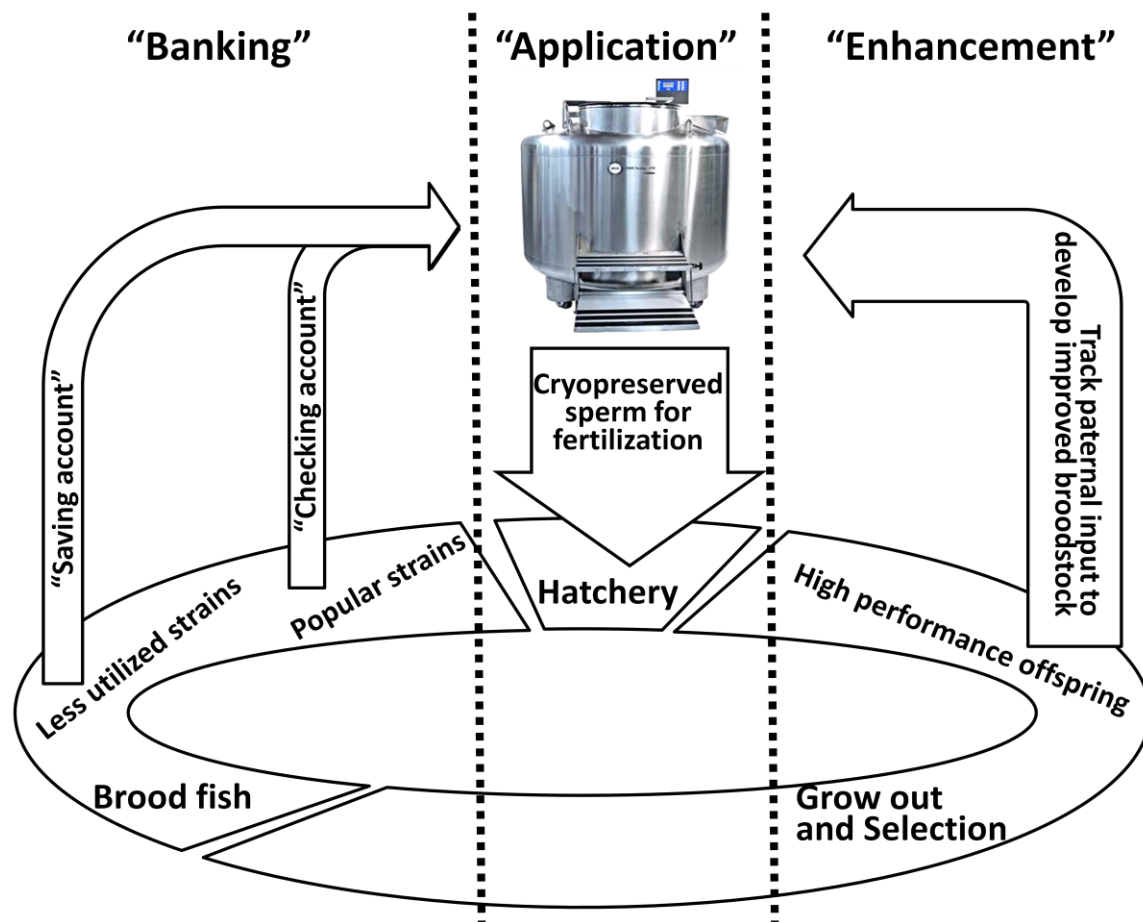 “Banking”
“Application”
“Enhancement”
“Saving account”
“Checking account”
Cryopreserved
sperm for
fertilization
Track paternal input to
develop improved broodstock
Less utilized strains
Popular strains
Hatchery
High performance offspring
Brood fish
Grow out
and Selection